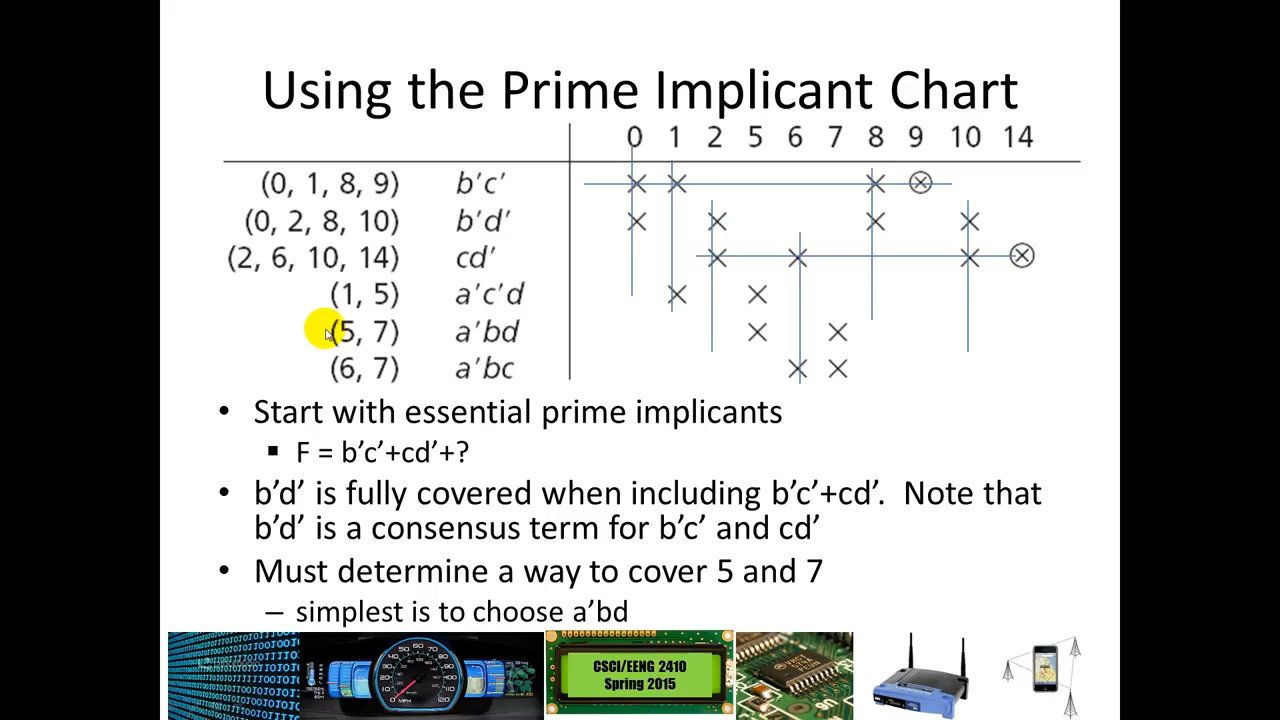 Using the Prime Implicant Chart
0 1 2 5 6 7 8 9 10 14
(0, 1, 8, 9) b'c' × × × ⊗
(0, 2, 8, 10) b'd' × × × ×
(2, 6, 10, 14) cd' × × × ⊗
(1, 5) a'c'd × ×
(5, 7) a'bd × ×
(6, 7) a'bc × ×
• Start with essential prime implicants
▪ F = b’c’+cd’+?
• b’d’ is fully covered when including b’c’+cd’. Note that
b’d’ is a consensus term for b’c’ and cd’
• Must determine a way to cover 5 and 7
– simplest is to choose a’bd
CSCI/EENG 2410
Spring 2015